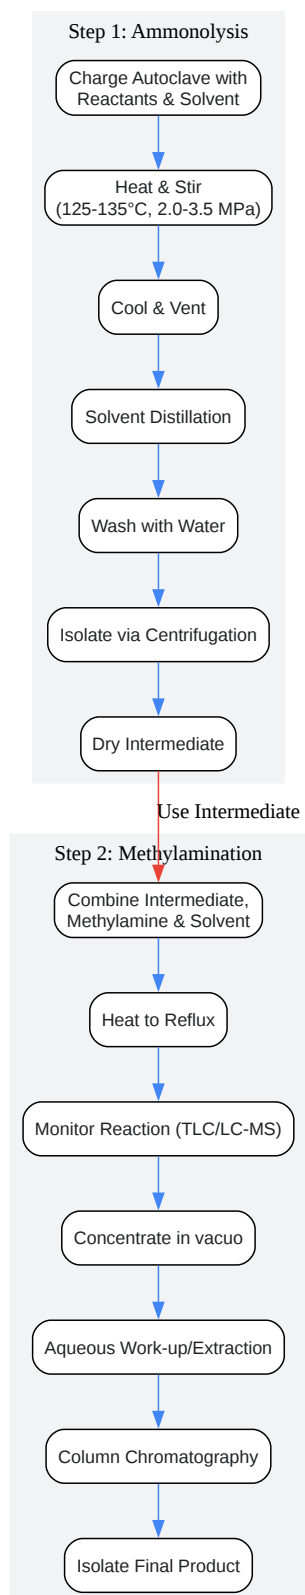 Step 1: Ammonolysis
Charge Autoclave with
Reactants & Solvent
Heat & Stir
(125-135°C, 2.0-3.5 MPa)
Cool & Vent
Solvent Distillation
Wash with Water
Isolate via Centrifugation
Dry Intermediate
Use Intermediate
Step 2: Methylamination
Combine Intermediate,
Methylamine & Solvent
Heat to Reflux
Monitor Reaction (TLC/LC-MS)
Concentrate in vacuo
Aqueous Work-up/Extraction
Column Chromatography
Isolate Final Product